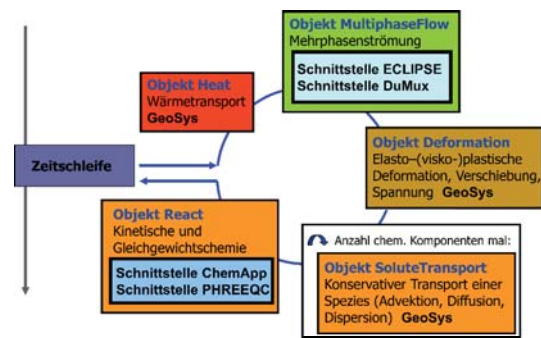 Objekt MultiphaseFlow
Mehrphasenströmung
Schnittstelle ECLIPSE
Schnittstelle DuMux
Objekt Heat
Wärmetransport
GeoSys
Objekt Deformation
Elasto–(visko-)plastische
Deformation, Verschiebung,
Spannung GeoSys
Zeitschleife
Objekt React
Kinetische und
Gleichgewichtschemie
Schnittstelle ChemApp
Schnittstelle PHREEQC
Anzahl chem. Komponenten mal:
Objekt SoluteTransport
Konservativer Transport einer
Spezies (Advektion, Diffusion,
Dispersion) GeoSys